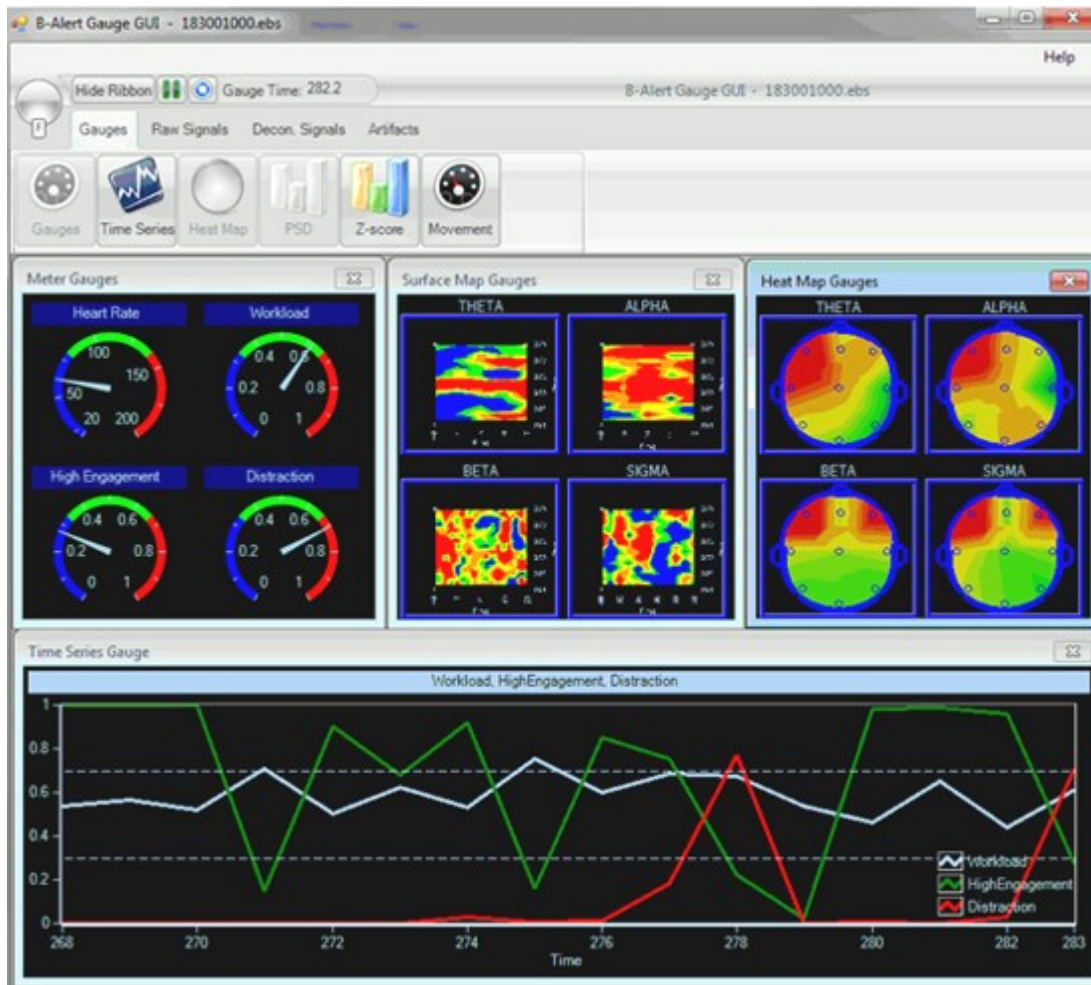 B-Alert Gauge GUI - 183001000.ebs
Help
Hide Ribbon Gauge Time: 282.2 B-Alert Gauge GUI - 183001000.ebs
F
Gauges Raw Signals Decon. Signals Artifacts
Gauges Time Series Heat Map PSD Z-score Movement
Meter Gauges
Heart Rate Workload
100 150
50
20 200
0.4 0.6
0.2 0.8
0 1
High Engagement Distraction
0.4 0.6
0.2 0.8
0 1
0.4 0.6
0.2 0.8
0 1
Surface Map Gauges
THETA ALPHA
BETA SIGMA
Heat Map Gauges
THETA ALPHA
BETA SIGMA
Time Series Gauge
Workload, HighEngagement, Distraction
1
0.8
0.6
0.4
0.2
0
Workload
HighEngagement
Distraction
268 270 272 274 276 278 280 282 283
Time